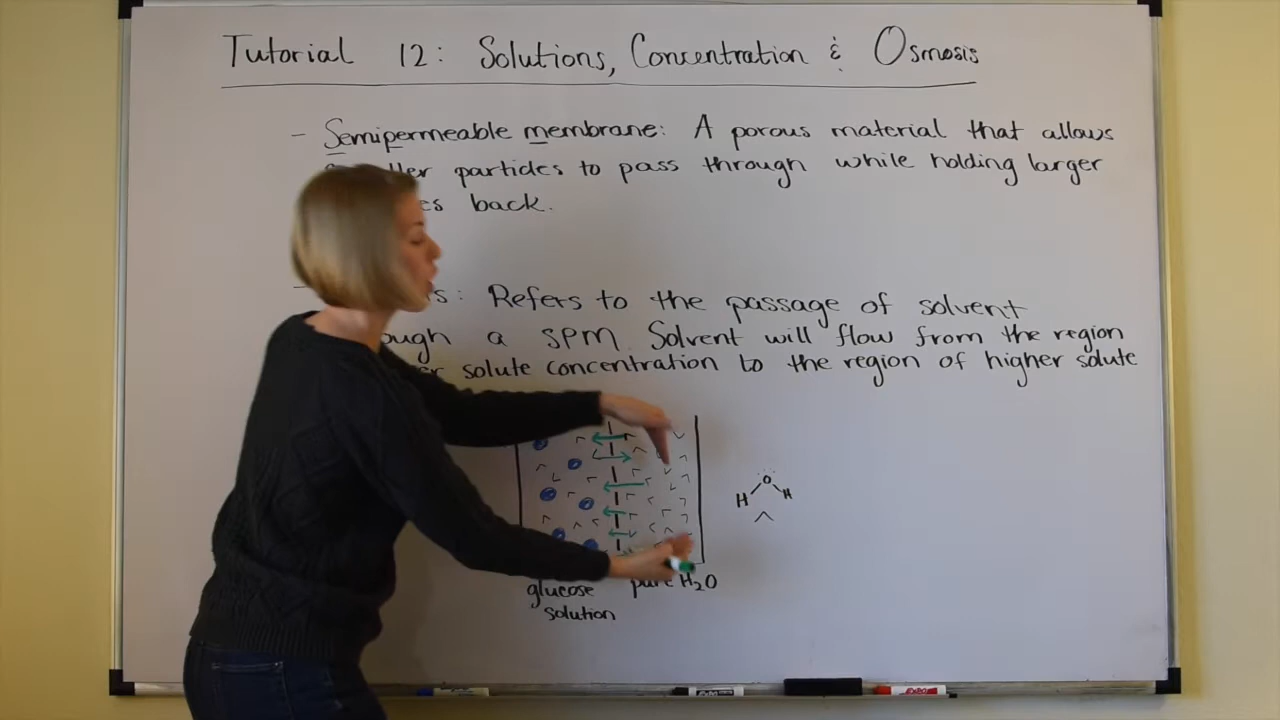 Tutorial 12: Solutions, Concentration & Osmosis
- Semipermeable membrane: A porous material that allows
particles to pass through while holding larger
back.
: Refers to the passage of solvent
a SPM. Solvent will flow from the region
solute concentration to the region of higher solute
O
H H
glucose
solution
pure H2O
EXPO